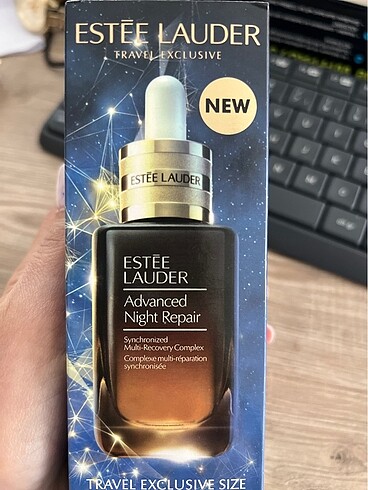 ESTĒE LAUDER
TRAVEL EXCLUSIVE
NEW
ESTĒE LAUDER
ESTĒE
LAUDER
Advanced
Night Repair
Synchronized
Multi-Recovery Complex
Complexe multi-réparation
synchronisée
TRAVEL EXCLUSIVE SIZE